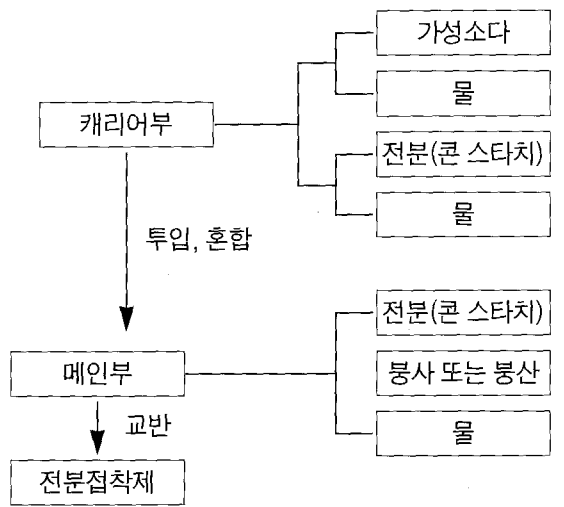 가성소다
물
캐리어부
전분(콘 스타치)
물
투입, 혼합
전분(콘 스타치)
메인부
붕사 또는 붕산
교반
물
전분접착제